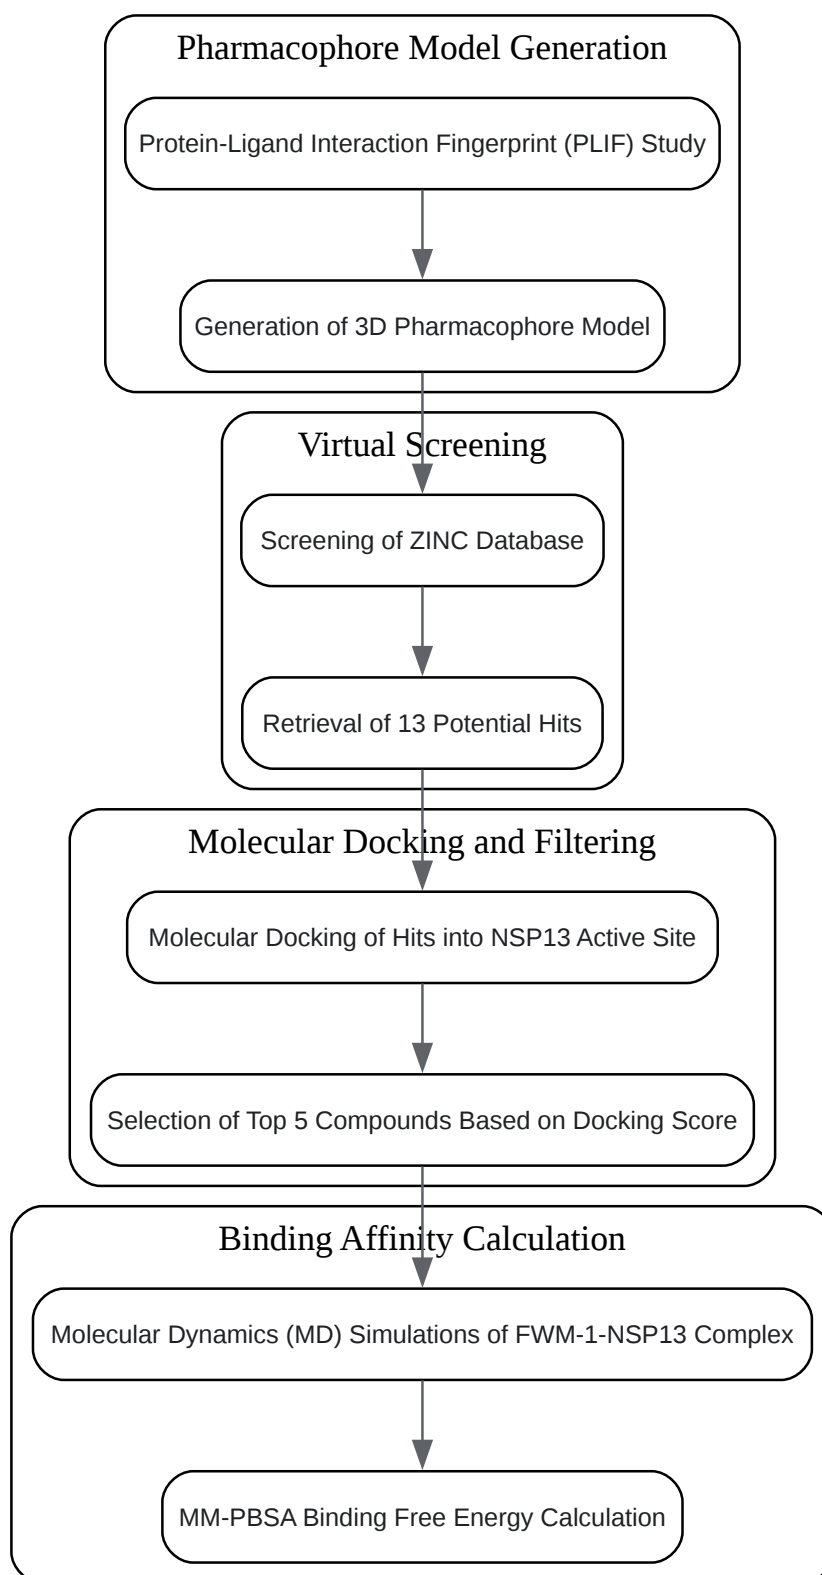 Pharmacophore Model Generation
Protein-Ligand Interaction Fingerprint (PLIF) Study
Generation of 3D Pharmacophore Model
Virtual Screening
Screening of ZINC Database
Retrieval of 13 Potential Hits
Molecular Docking and Filtering
Molecular Docking of Hits into NSP13 Active Site
Selection of Top 5 Compounds Based on Docking Score
Binding Affinity Calculation
Molecular Dynamics (MD) Simulations of FWM-1-NSP13 Complex
MM-PBSA Binding Free Energy Calculation